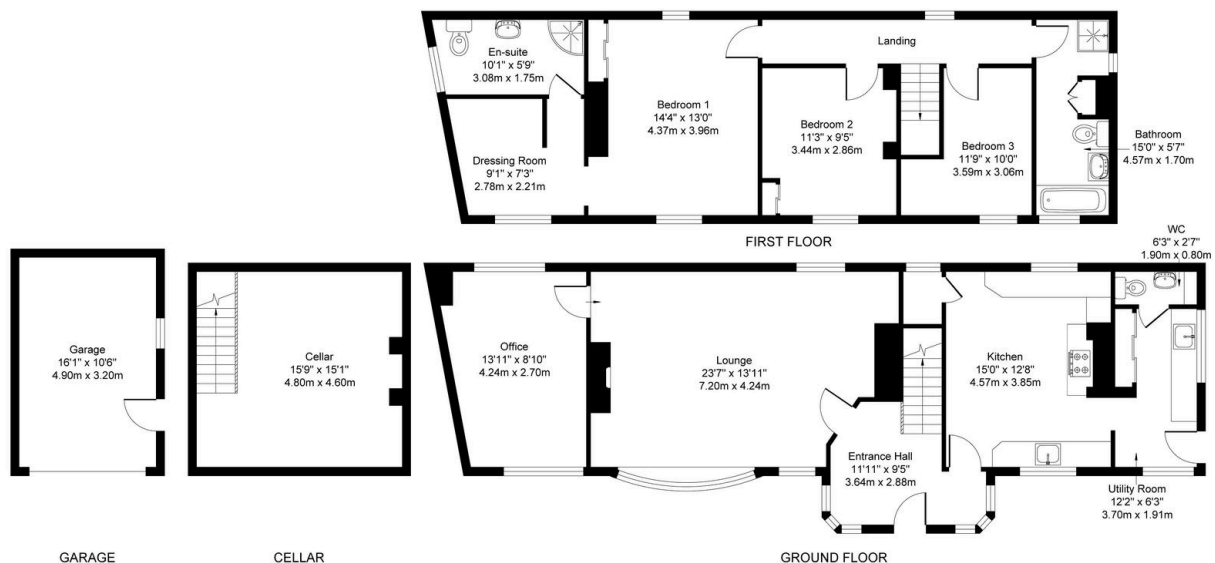 En-suite
10'1" x 5'9"
3.08m x 1.75m
Landing
Bedroom 1
14'4" x 13'0"
4.37m x 3.96m
Bedroom 2
11'3" x 9'5"
3.44m x 2.86m
Bedroom 3
11'9" x 10'0"
3.59m x 3.06m
Bathroom
15'0" x 5'7"
4.57m x 1.70m
Dressing Room
9'1" x 7'3"
2.78m x 2.21m
FIRST FLOOR
WC
6'3" x 2'7"
1.90m x 0.80m
Garage
16'1" x 10'6"
4.90m x 3.20m
Cellar
15'9" x 15'1"
4.80m x 4.60m
Office
13'11" x 8'10"
4.24m x 2.70m
Lounge
23'7" x 13'11"
7.20m x 4.24m
Kitchen
15'0" x 12'8"
4.57m x 3.85m
Entrance Hall
11'11" x 9'5"
3.64m x 2.88m
Utility Room
12'2" x 6'3"
3.70m x 1.91m
GARAGE
CELLAR
GROUND FLOOR